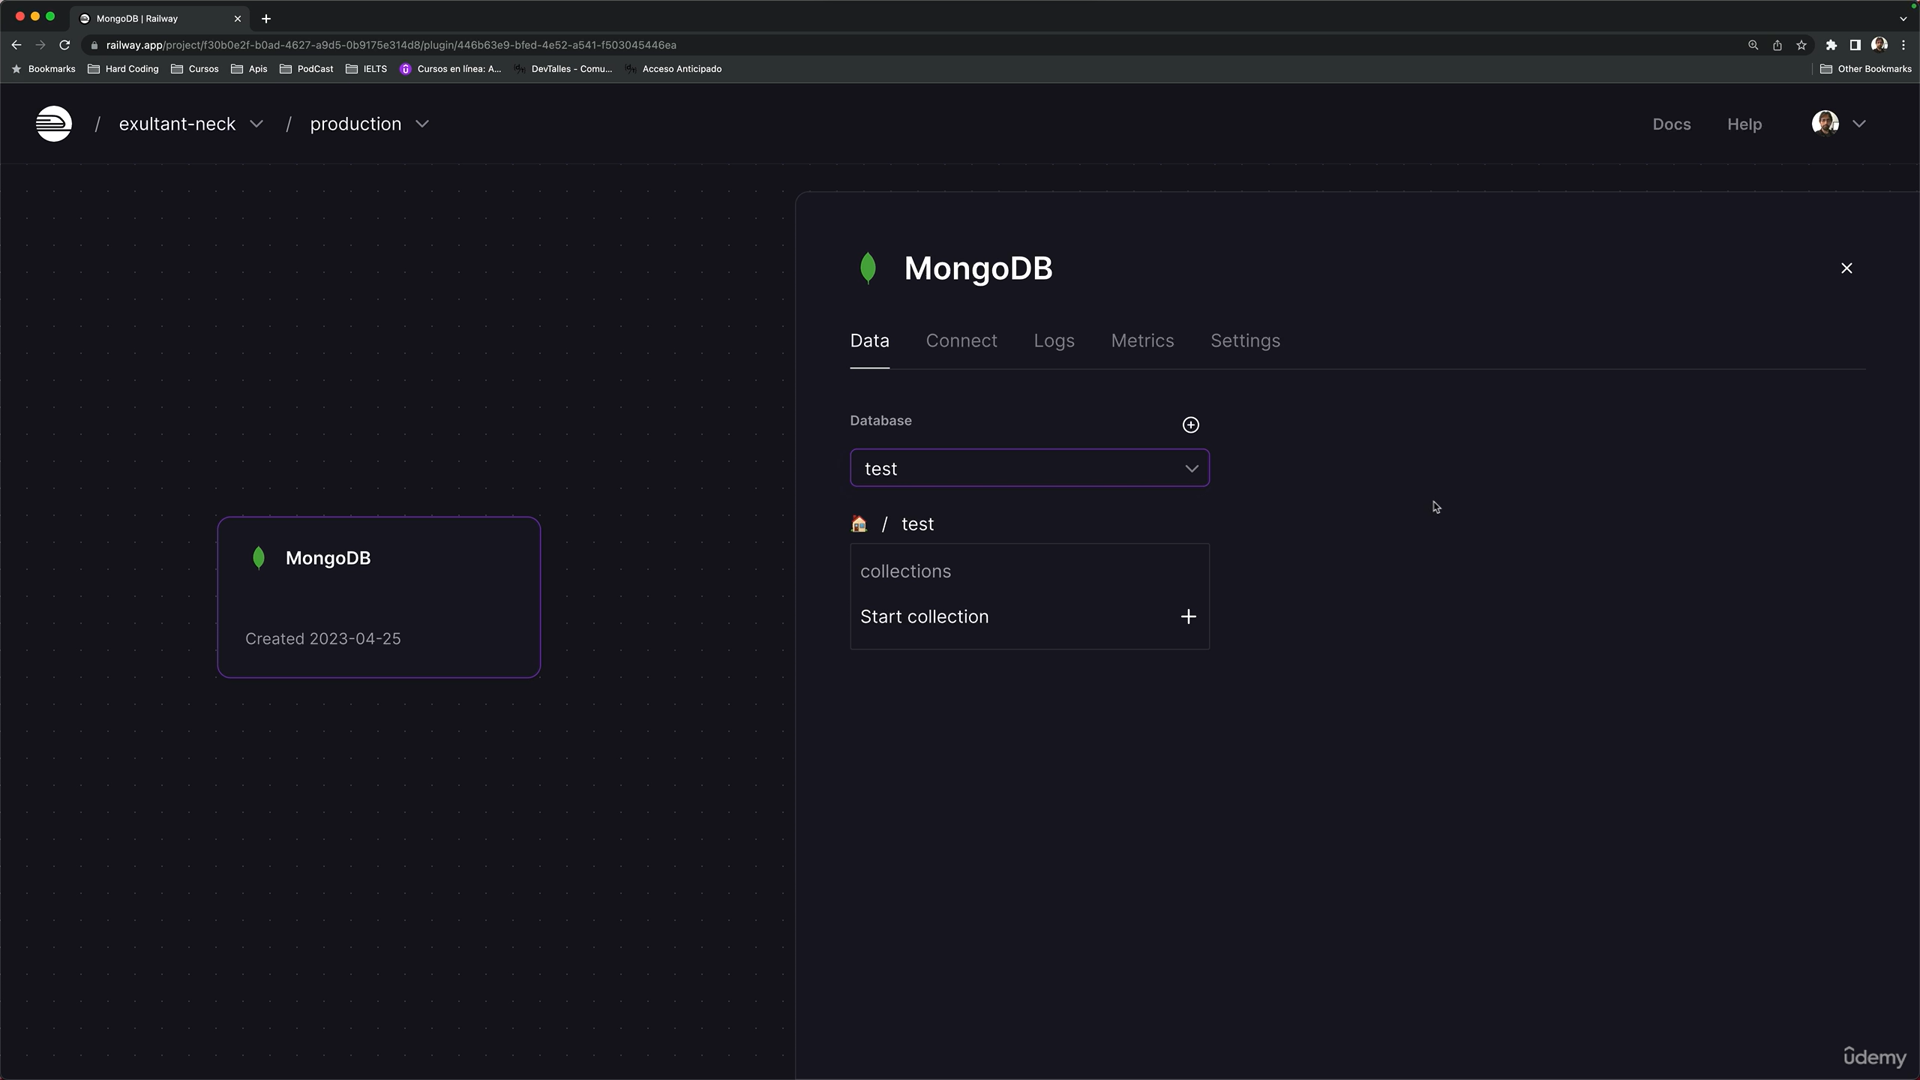 MongoDB | Railway
railway.app/project/f30b0e2f-b0ad-4627-a9d5-0b9175e314d8/plugin/446b63e9-bfed-4e52-a541-f503045446ea
Bookmarks Hard Coding Cursos Apis PodCast IELTS Cursos en línea: A... DevTalles - Comu... Acceso Anticipado Other Bookmarks
/ exultant-neck / production Docs Help
MongoDB
Data Connect Logs Metrics Settings
Database
test
/ test
collections
Start collection
MongoDB
Created 2023-04-25
ûdemy